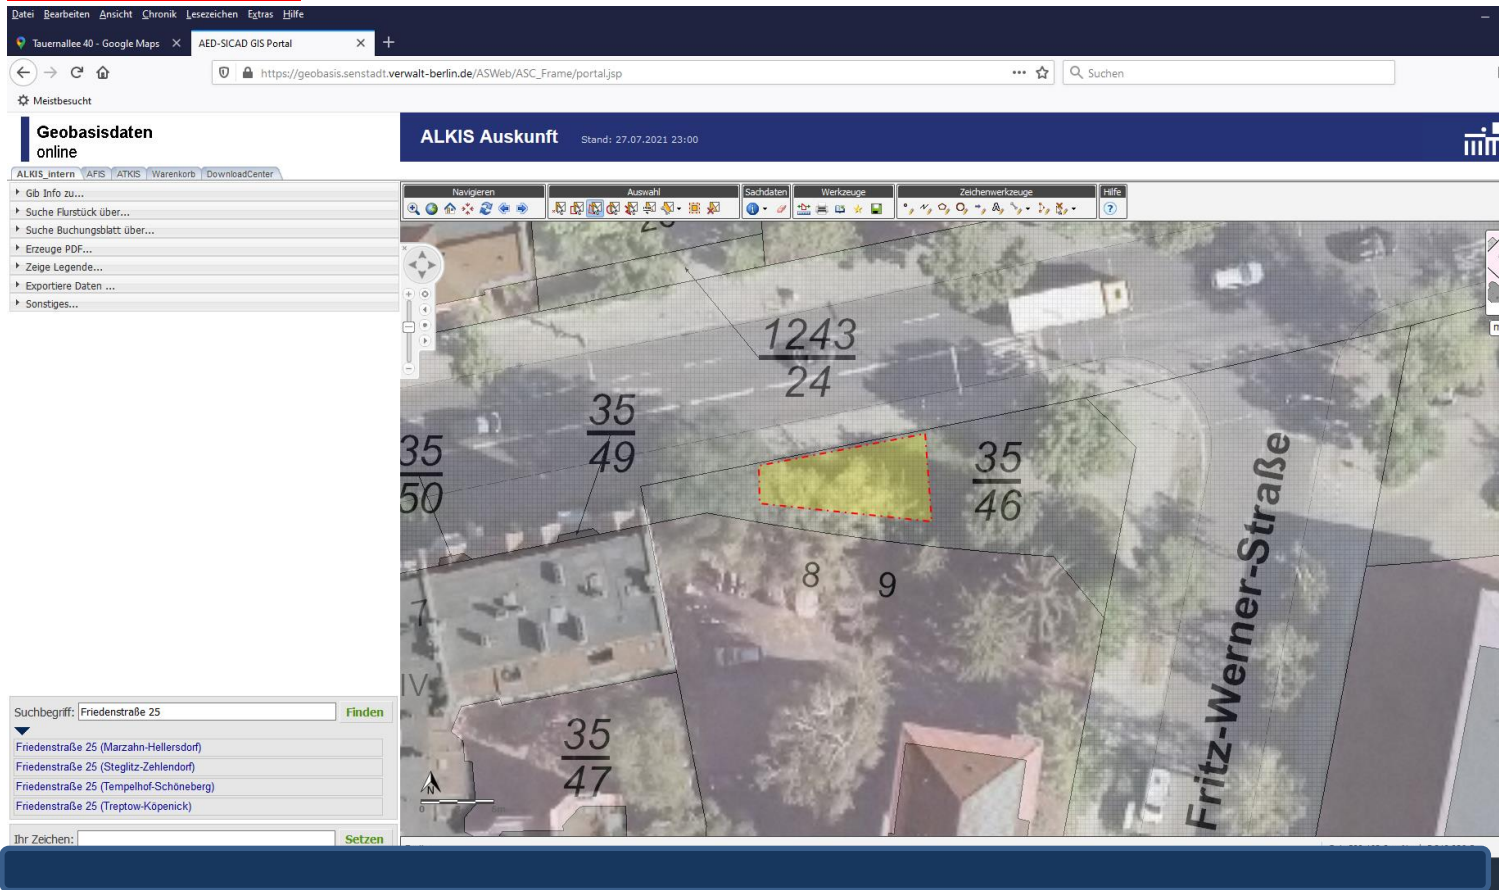 Datei Bearbeiten Ansicht Chronik Lesezeichen Extras Hilfe
Tauernallee 40 - Google Maps
AED-SICAD GIS Portal
https://geobasis.senstadt.verwalt-berlin.de/ASWeb/ASC_Frame/portal.jsp
Suchen
Meistbesucht
Geobasisdaten
online
ALKIS Auskunft Stand: 27.07.2021 23:00
ALKIS_intern AFIS ATKIS Warenkorb DownloadCenter
Gib Info zu...
Suche Flurstück über...
Suche Buchungsblatt über...
Erzeuge PDF...
Zeige Legende...
Exportiere Daten ...
Sonstiges...
Navigieren Auswahl Sachdaten Werkzeuge Zeichenwerkzeuge Hilfe
1243
24
35
49
35
50
35
46
8
9
7
IV
35
47
Fritz-Werner-Straße
N
0
Suchbegriff: Friedenstraße 25 Finden
Friedenstraße 25 (Marzahn-Hellersdorf)
Friedenstraße 25 (Steglitz-Zehlendorf)
Friedenstraße 25 (Tempelhof-Schöneberg)
Friedenstraße 25 (Treptow-Köpenick)
Ihr Zeichen: Setzen